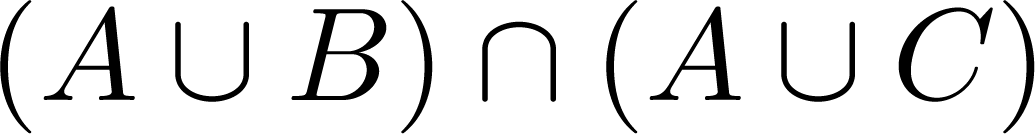 (A ∪ B) ∩ (A ∪ C)